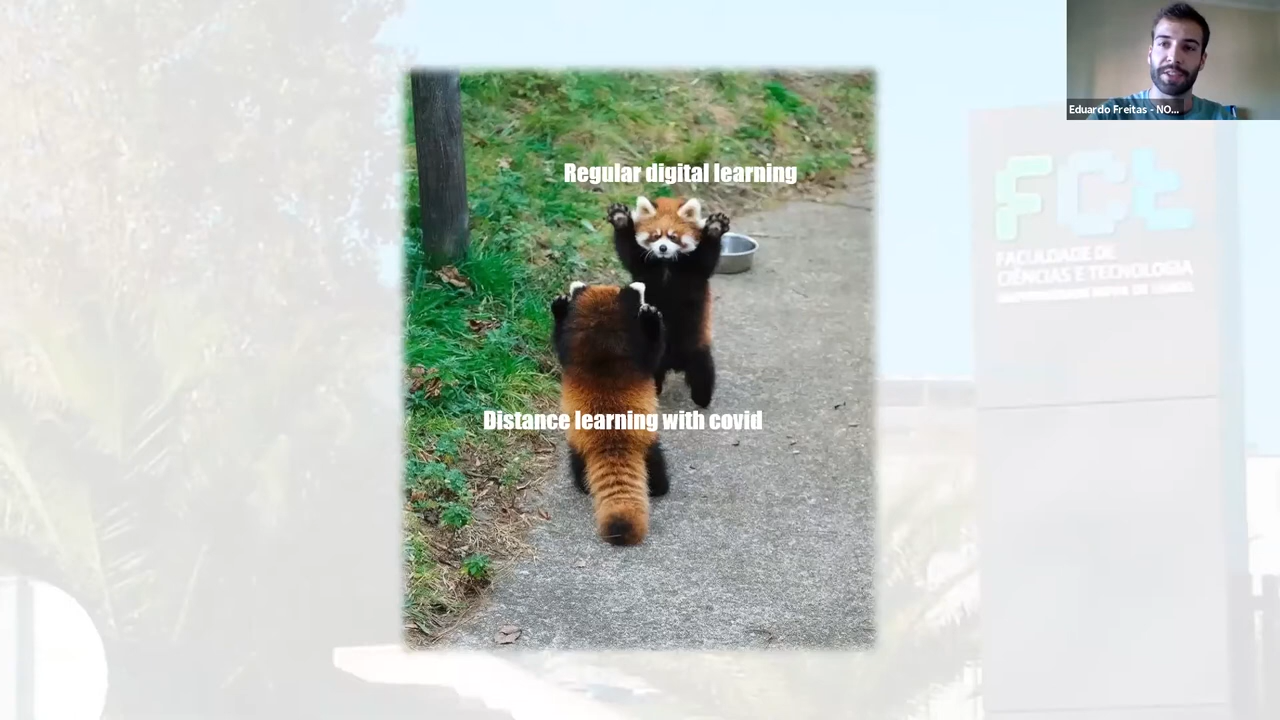 Eduardo Freitas - NO...
Regular digital learning
Distance learning with covid
FCt
FACULDADE DE
CIÊNCIAS E TECNOLOGIA